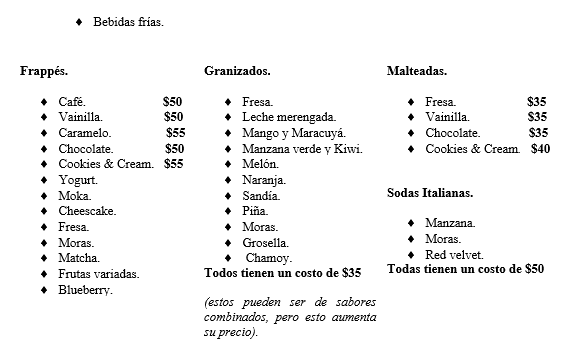 ♦ Bebidas frías.
Frappés.
♦ Café. $50
♦ Vainilla. $50
♦ Caramelo. $55
♦ Chocolate. $50
♦ Cookies & Cream. $55
♦ Yogurt.
♦ Moka.
♦ Cheescake.
♦ Fresa.
♦ Moras.
♦ Matcha.
♦ Frutas variadas.
♦ Blueberry.
Granizados.
♦ Fresa.
♦ Leche merengada.
♦ Mango y Maracuyá.
♦ Manzana verde y Kiwi.
♦ Melón.
♦ Naranja.
♦ Sandía.
♦ Piña.
♦ Moras.
♦ Grosella.
♦ Chamoy.
Todos tienen un costo de $35
(estos pueden ser de sabores
combinados, pero esto aumenta
su precio).
Malteadas.
♦ Fresa. $35
♦ Vainilla. $35
♦ Chocolate. $35
♦ Cookies & Cream. $40
Sodas Italianas.
♦ Manzana.
♦ Moras.
♦ Red velvet.
Todas tienen un costo de $50